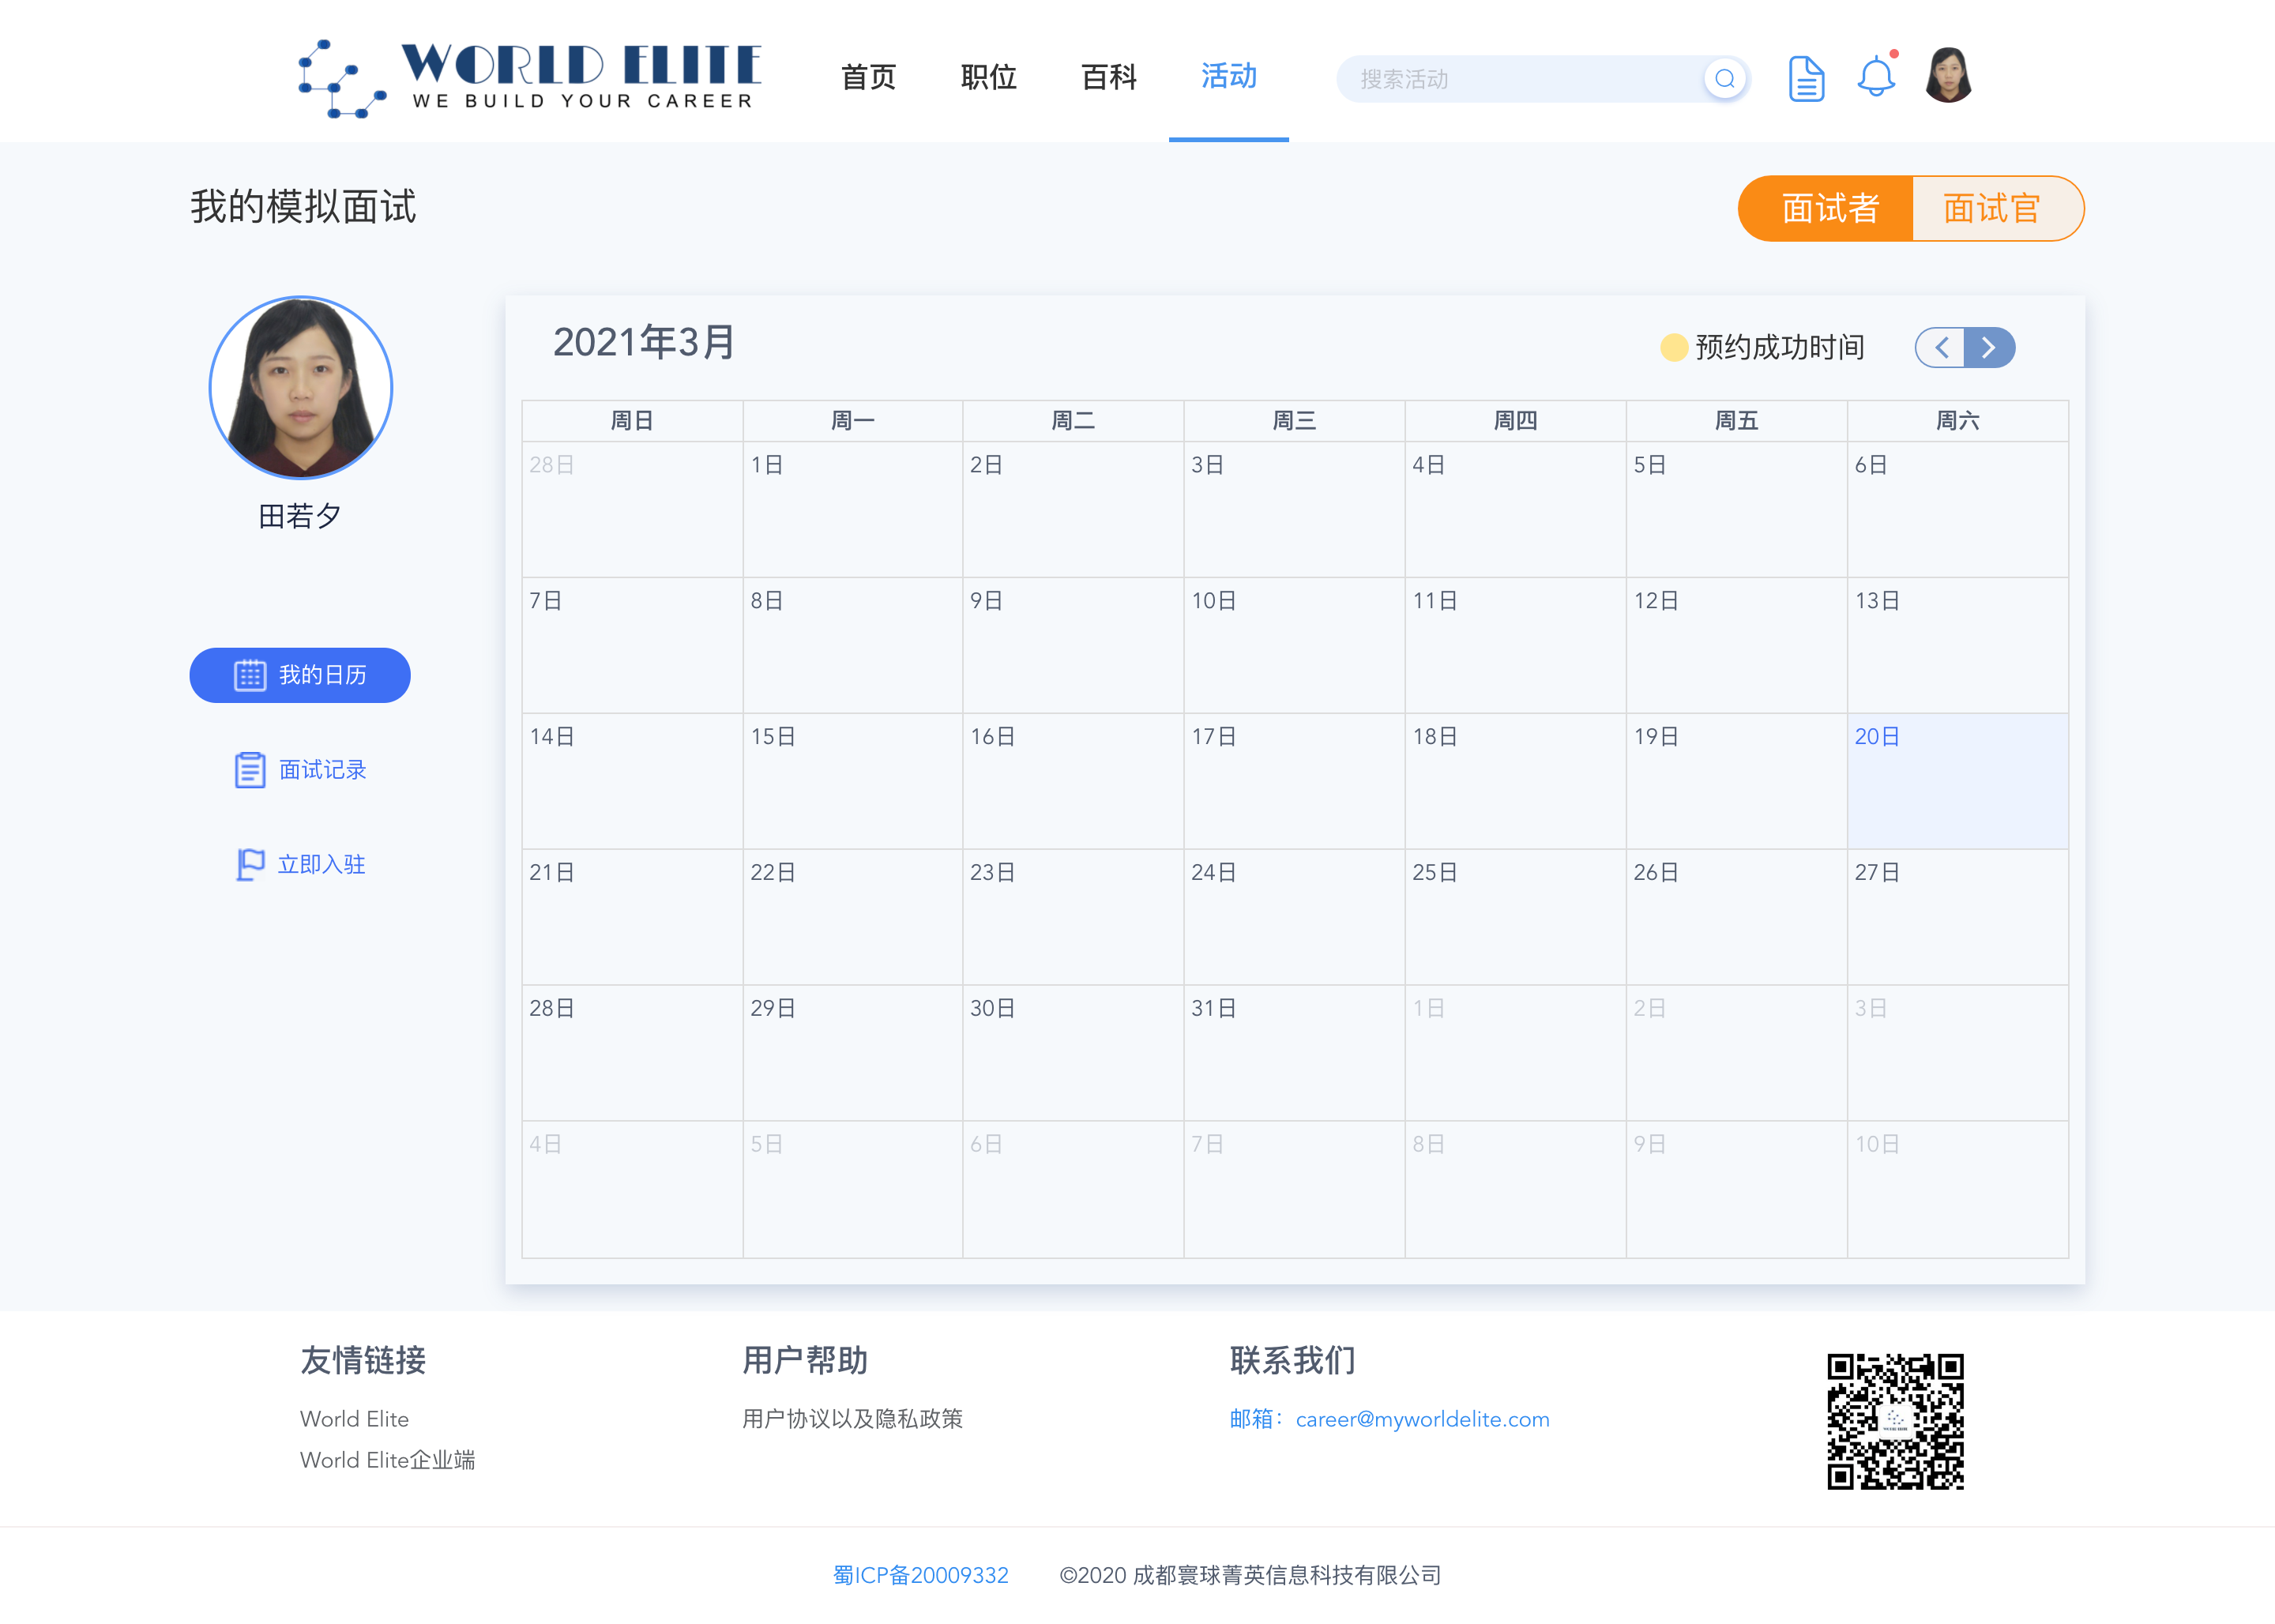 WORLD ELITE
WE BUILD YOUR CAREER
首页 职位 百科 活动
搜索活动
我的模拟面试
面试者 面试官
田若夕
我的日历
面试记录
立即入驻
2021年3月
预约成功时间
周日 周一 周二 周三 周四 周五 周六
28日 1日 2日 3日 4日 5日 6日
7日 8日 9日 10日 11日 12日 13日
14日 15日 16日 17日 18日 19日 20日
21日 22日 23日 24日 25日 26日 27日
28日 29日 30日 31日 1日 2日 3日
4日 5日 6日 7日 8日 9日 10日
友情链接
World Elite
World Elite企业端
用户帮助
用户协议以及隐私政策
联系我们
邮箱：career@myworldelite.com
蜀ICP备20009332 ©2020 成都寰球菁英信息科技有限公司